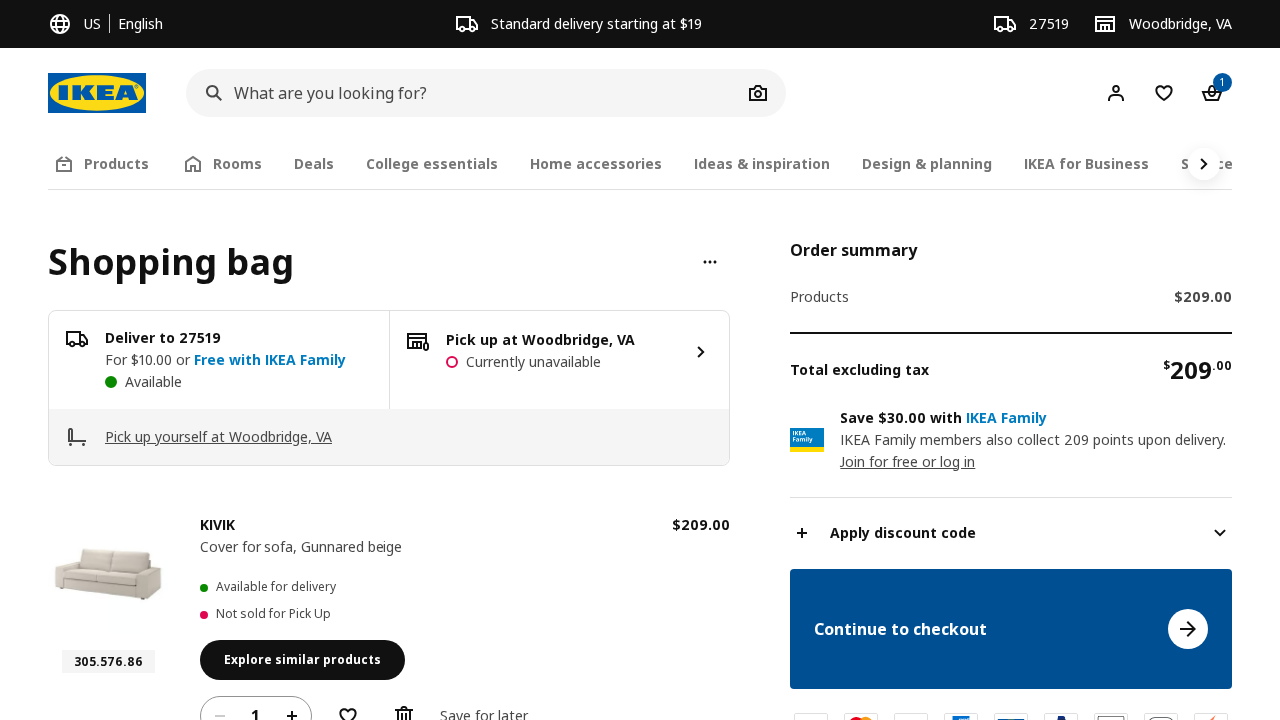 US
English
Standard delivery starting at $19
27519
Woodbridge, VA
IKEA
What are you looking for?
1
Products
Rooms
Deals
College essentials
Home accessories
Ideas & inspiration
Design & planning
IKEA for Business
Shopping bag
Deliver to 27519
For $10.00 or Free with IKEA Family
Available
Pick up at Woodbridge, VA
Currently unavailable
Pick up yourself at Woodbridge, VA
KIVIK
$209.00
Cover for sofa, Gunnared beige
Available for delivery
Not sold for Pick Up
305.576.86
Explore similar products
1
Save for later
Order summary
Products
$209.00
Total excluding tax
$209.00
IKEA
Family
Save $30.00 with IKEA Family
IKEA Family members also collect 209 points upon delivery.
Join for free or log in
Apply discount code
Continue to checkout